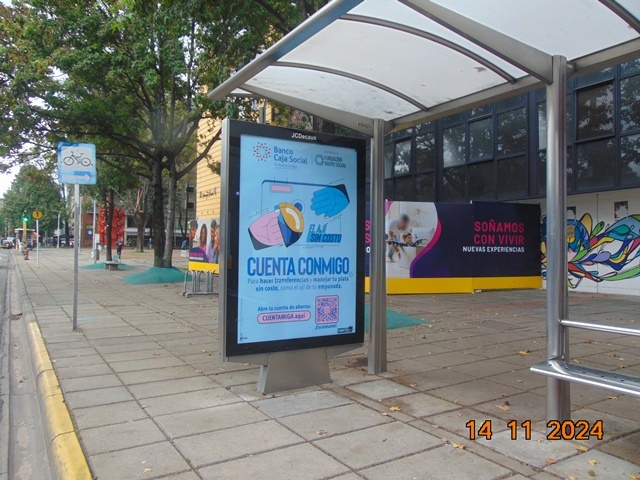 JCDecaux
Banco
Caja Social
FUNDACIÓN
GRUPO SOCIAL
EL AJÍ
SIN COSTO
CUENTA CONMIGO
Para hacer transferencias y manejar tu plata
sin costo, como el ají de tu empanada.
Abre tu cuenta de ahorros
CUENTAMIGA aquí
SOÑAMOS
CON VIVIR
NUEVAS EXPERIENCIAS
14 11 2024